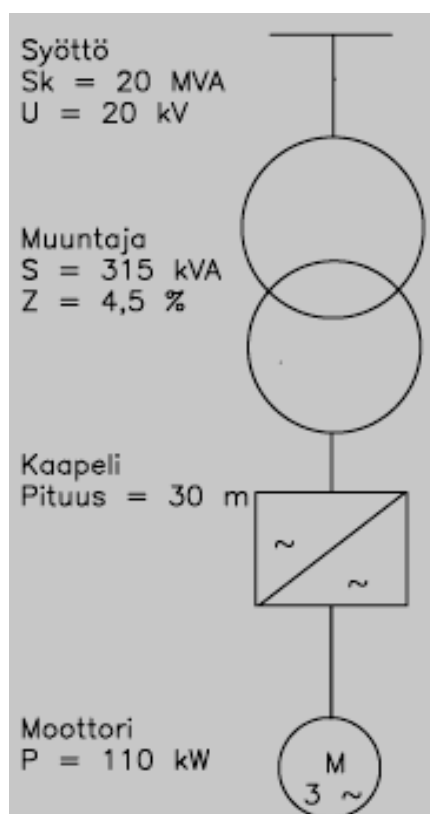 Syöttö
Sk = 20 MVA
U = 20 kV
Muuntaja
S = 315 kVA
Z = 4,5 %
Kaapeli
Pituus = 30 m
~
~
Moottori
P = 110 kW
M
3 ~